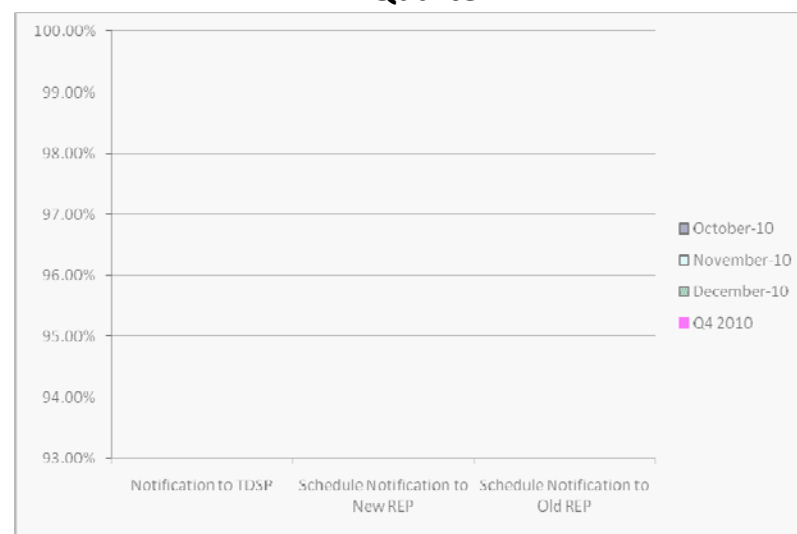 100.00%
99.00%
98.00%
97.00%
96.00%
95.00%
94.00%
93.00%
Notification to TDSP
Schedule Notification to
New REP
Schedule Notification to
Old REP
October-10
November-10
December-10
Q4 2010